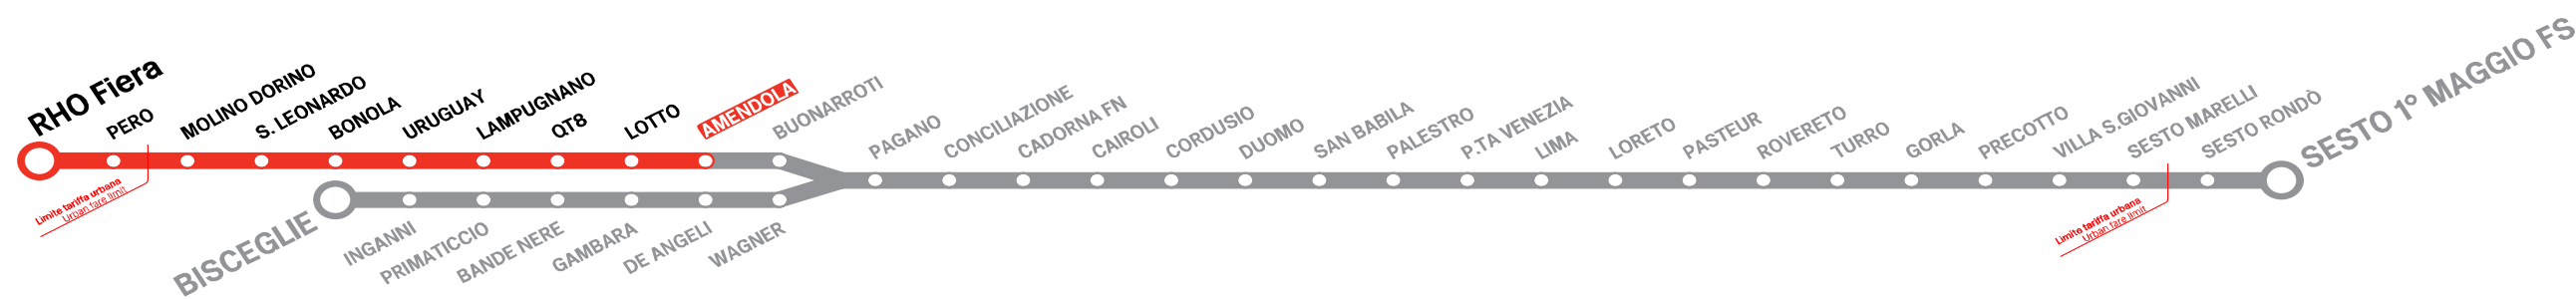 RHO Fiera
PERO
MOLINO DORINO
S. LEONARDO
BONOLA
URUGUAY
LAMPUGNANO
QT8
LOTTO
AMENDOLA
BUONARROTI
PAGANO
CONCILIAZIONE
CADORNA FN
CAIROLI
CORDUSIO
DUOMO
SAN BABILA
PALESTRO
P.TA VENEZIA
LIMA
LORETO
PASTEUR
ROVERETO
TURRO
GORLA
PRECOTTO
VILLA S.GIOVANNI
SESTO MARELLI
SESTO RONDÒ
SESTO 1° MAGGIO FS
Limite tariffa urbana
Urban fare limit
BISCEGLIE
INGANNI
PRIMATICCIO
BANDE NERE
GAMBARA
DE ANGELI
WAGNER
Limite tariffa urbana
Urban fare limit